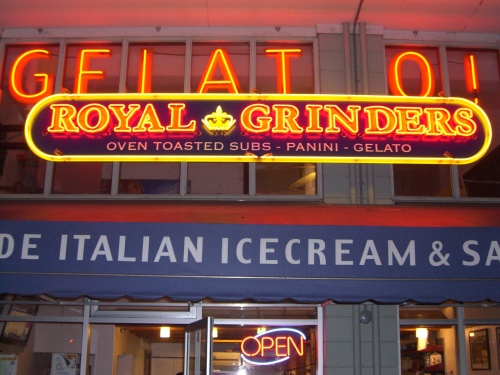 GELATO!
ROYAL GRINDERS
OVEN TOASTED SUBS - PANINI - GELATO
DE ITALIAN ICECREAM & SA
OPEN